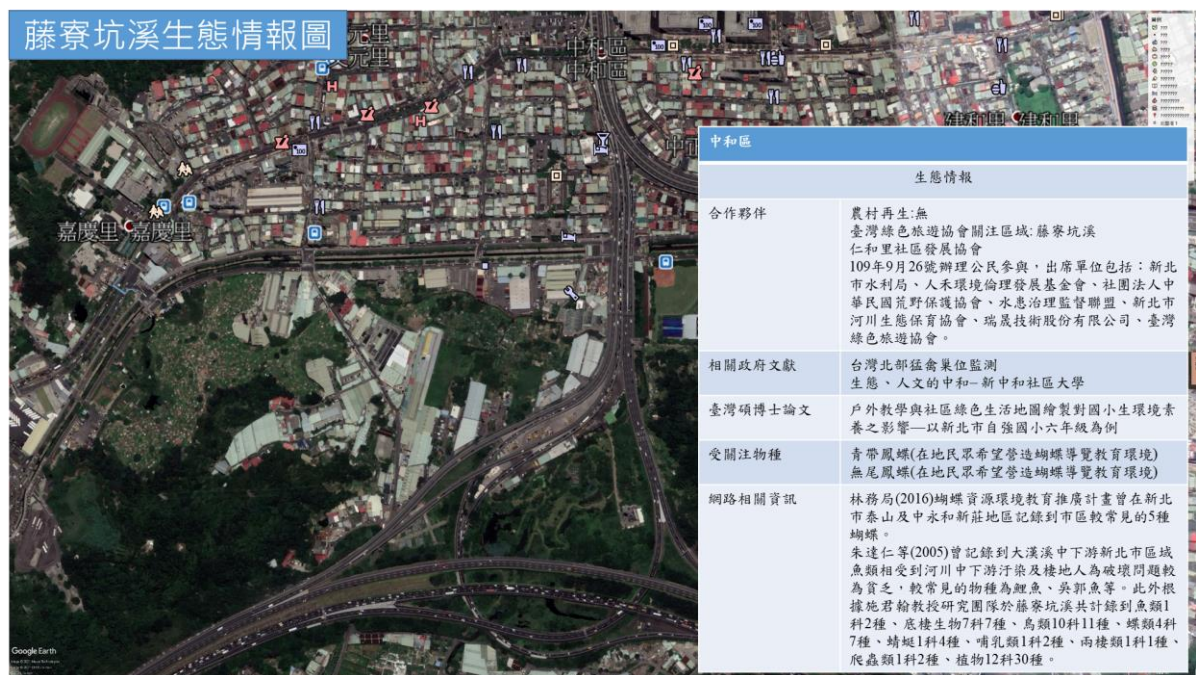 藤寮坑溪生態情報圖
元里
元里
中和區
中和區
建和里
建和里
嘉慶里
嘉慶里
中和區
生態情報
合作夥伴
農村再生:無
臺灣綠色旅遊協會關注區域: 藤寮坑溪
仁和里社區發展協會
109年9月26號辦理公民參與，出席單位包括：新北
市水利局、人禾環境倫理發展基金會、社團法人中
華民國荒野保護協會、水患治理監督聯盟、新北市
河川生態保育協會、瑞晟技術股份有限公司、臺灣
綠色旅遊協會。
相關政府文獻
台灣北部猛禽巢位監測
生態、人文的中和–新中和社區大學
臺灣碩博士論文
戶外教學與社區綠色生活地圖繪製對國小生環境素
養之影響—以新北市自強國小六年級為例
受關注物種
青帶鳳蝶(在地民眾希望營造蝴蝶導覽教育環境)
無尾鳳蝶(在地民眾希望營造蝴蝶導覽教育環境)
網路相關資訊
林務局(2016)蝴蝶資源環境教育推廣計畫曾在新北
市泰山及中永和新莊地區記錄到市區較常見的5種
蝴蝶。
朱達仁等(2005)曾記錄到大漢溪中下游新北市區域
魚類相受到河川中下游汙染及棲地人為破壞問題較
為貧乏，較常見的物種為鯉魚、吳郭魚等。此外根
據施君翰教授研究團隊於藤寮坑溪共計錄到魚類1
科2種、底棲生物7科7種、鳥類10科11種、蝶類4科
7種、蜻蜓1科4種、哺乳類1科2種、兩棲類1科1種、
爬蟲類1科2種、植物12科30種。
Google Earth